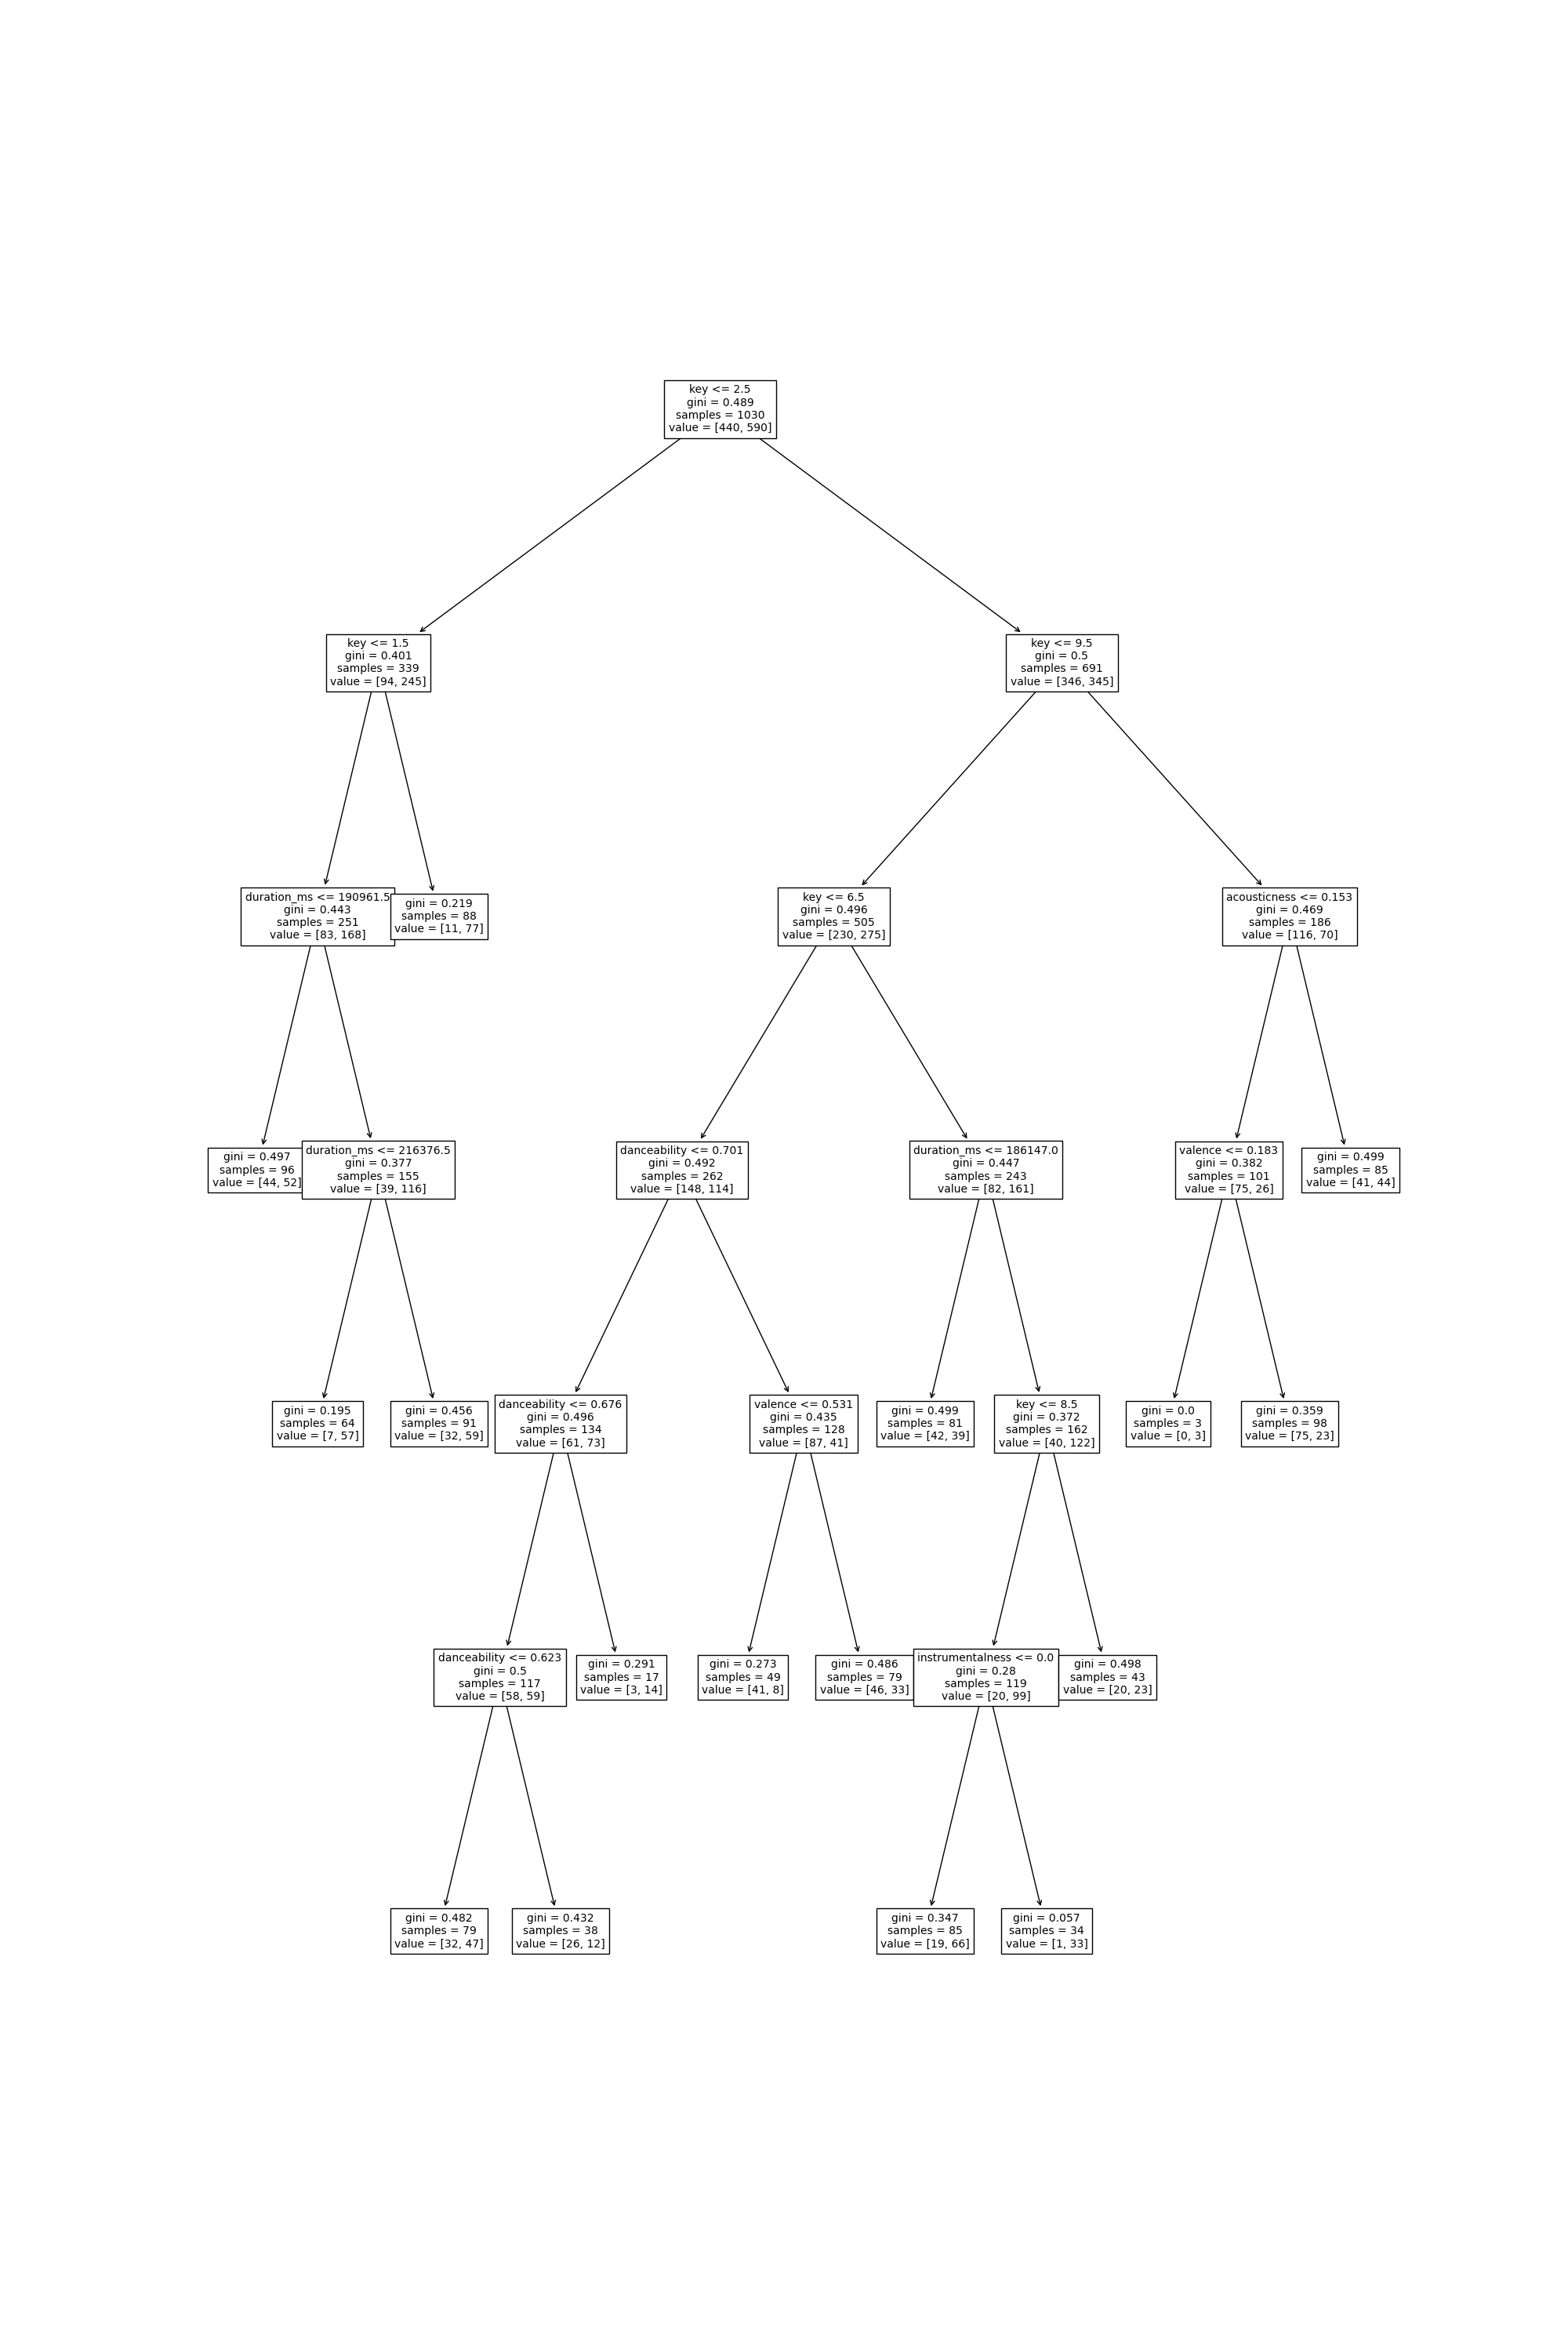 key <= 2.5
gini = 0.489
samples = 1030
value = [440, 590]
key <= 1.5
gini = 0.401
samples = 339
value = [94, 245]
key <= 9.5
gini = 0.5
samples = 691
value = [346, 345]
duration_ms <= 190961.5
gini = 0.443
samples = 251
value = [83, 168]
gini = 0.219
samples = 88
value = [11, 77]
key <= 6.5
gini = 0.496
samples = 505
value = [230, 275]
acousticness <= 0.153
gini = 0.469
samples = 186
value = [116, 70]
gini = 0.497
samples = 96
value = [44, 52]
duration_ms <= 216376.5
gini = 0.377
samples = 155
value = [39, 116]
danceability <= 0.701
gini = 0.492
samples = 262
value = [148, 114]
duration_ms <= 186147.0
gini = 0.447
samples = 243
value = [82, 161]
valence <= 0.183
gini = 0.382
samples = 101
value = [75, 26]
gini = 0.499
samples = 85
value = [41, 44]
gini = 0.195
samples = 64
value = [7, 57]
gini = 0.456
samples = 91
value = [32, 59]
danceability <= 0.676
gini = 0.496
samples = 134
value = [61, 73]
valence <= 0.531
gini = 0.435
samples = 128
value = [87, 41]
gini = 0.499
samples = 81
value = [42, 39]
key <= 8.5
gini = 0.372
samples = 162
value = [40, 122]
gini = 0.0
samples = 3
value = [0, 3]
gini = 0.359
samples = 98
value = [75, 23]
danceability <= 0.623
gini = 0.5
samples = 117
value = [58, 59]
gini = 0.291
samples = 17
value = [3, 14]
gini = 0.273
samples = 49
value = [41, 8]
gini = 0.486
samples = 79
value = [46, 33]
instrumentalness <= 0.0
gini = 0.28
samples = 119
value = [20, 99]
gini = 0.498
samples = 43
value = [20, 23]
gini = 0.482
samples = 79
value = [32, 47]
gini = 0.432
samples = 38
value = [26, 12]
gini = 0.347
samples = 85
value = [19, 66]
gini = 0.057
samples = 34
value = [1, 33]